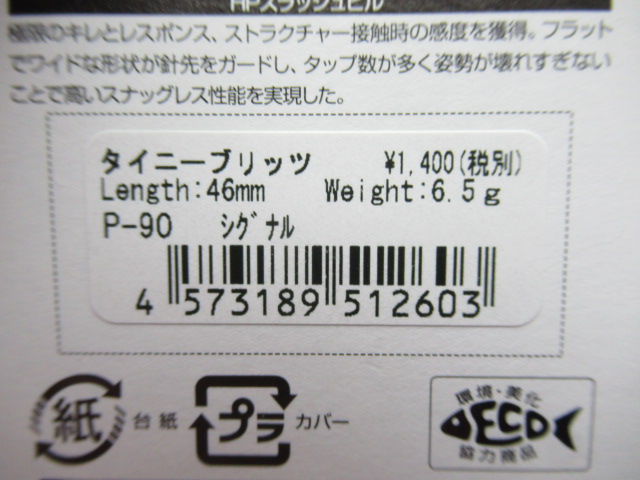 HPスラッシュビル
極限のキレとレスポンス、ストラクチャー接触時の感度を獲得。フラット
でワイドな形状が針先をガードし、タップ数が多く姿勢が壊れすぎない
ことで高いスナッグレス性能を実現した。
タイニーブリッツ ¥1,400(税別)
Length:46mm Weight:6.5g
P-90 シグナル
4 573189 512603
紙 台紙 プラ カバー
環境・美化
ECO
協力商品